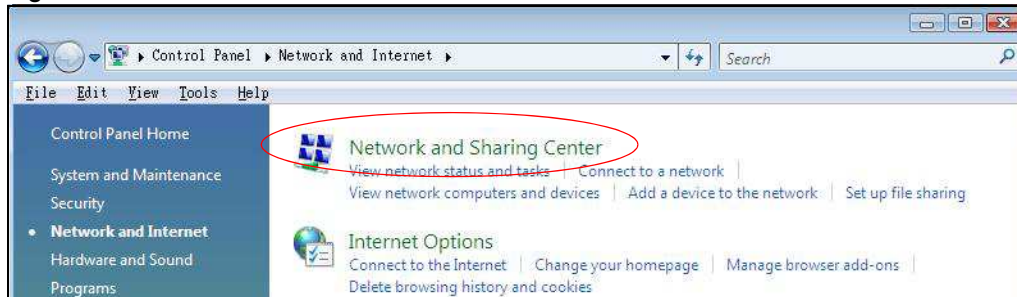 Control Panel Network and Internet Search
File Edit View Tools Help
Control Panel Home
System and Maintenance
Security
Network and Internet
Hardware and Sound
Programs
Network and Sharing Center
View network status and tasks Connect to a network
View network computers and devices Add a device to the network Set up file sharing
Internet Options
Connect to the Internet Change your homepage Manage browser add-ons
Delete browsing history and cookies